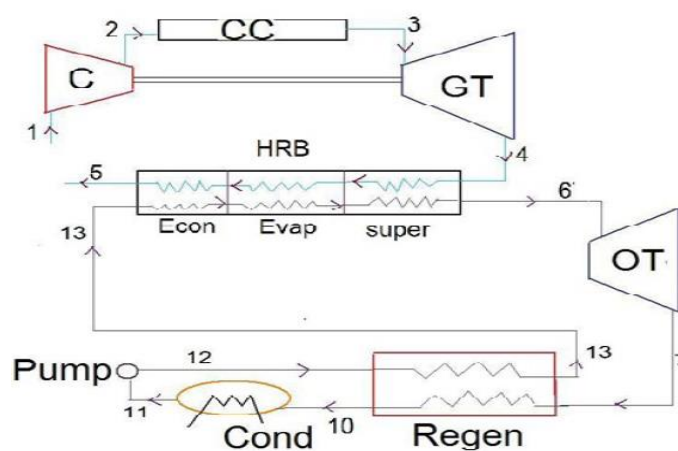 2 CC 3
C GT
1 4
HRB
5
6
13 Econ Evap super
OT
Pump 12 13
11 Cond 10 Regen